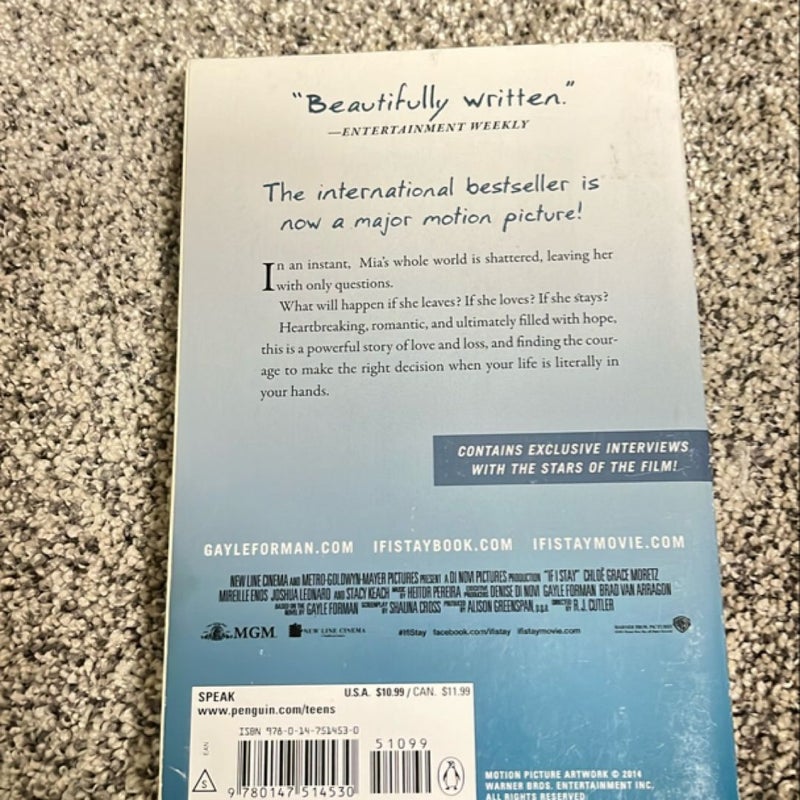 "Beautifully written."
—ENTERTAINMENT WEEKLY
The international bestseller is
now a major motion picture!
In an instant, Mia's whole world is shattered, leaving her
with only questions.
What will happen if she leaves? If she loves? If she stays?
Heartbreaking, romantic, and ultimately filled with hope,
this is a powerful story of love and loss, and finding the cour-
age to make the right decision when your life is literally in
your hands.
CONTAINS EXCLUSIVE INTERVIEWS
WITH THE STARS OF THE FILM!
GAYLEFORMAN.COM IFISTAYBOOK.COM IFISTAYMOVIE.COM
NEW LINE CINEMA AND METRO-GOLDWYN-MAYER PICTURES PRESENT A DI NOVI PICTURES PRODUCTION "IF I STAY" CHLOË GRACE MORETZ
MIREILLE ENOS JOSHUA LEONARD AND STACY KEACH MUSIC BY HEITOR PEREIRA EXECUTIVE PRODUCERS DENISE DI NOVI GAYLE FORMAN BRAD VAN ARRAGON
BASED ON THE NOVEL BY GAYLE FORMAN SCREENPLAY BY SHAUNA CROSS PRODUCED BY ALISON GREENSPAN, p.g.a. DIRECTED BY R.J. CUTLER
MGM NEW LINE CINEMA #IfIStay facebook.com/ifistay ifistaymovie.com WARNER BROS. PICTURES
SPEAK U.S.A. $10.99 / CAN. $11.99
www.penguin.com/teens
ISBN 978-0-14-751453-0
51099
EAN
S
9 780147 514530
MOTION PICTURE ARTWORK © 2014
WARNER BROS. ENTERTAINMENT INC.
ALL RIGHTS RESERVED.